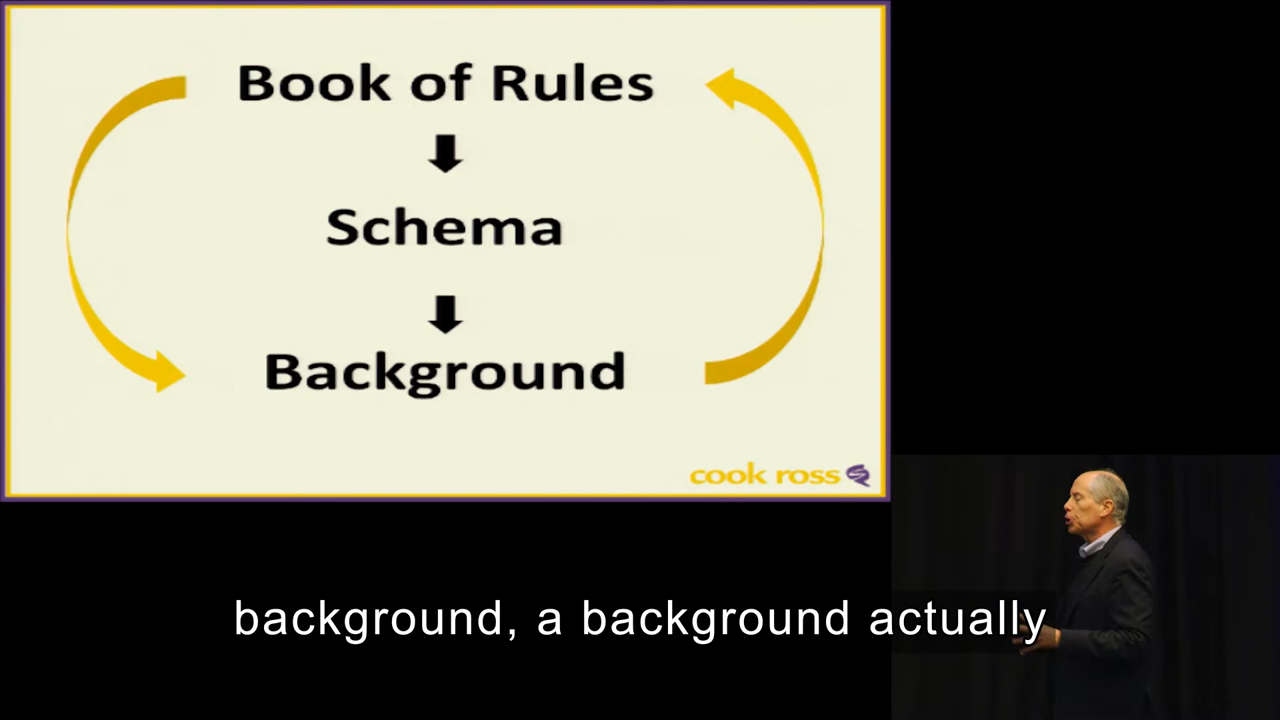 Book of Rules
Schema
Background
cook ross
background, a background actually